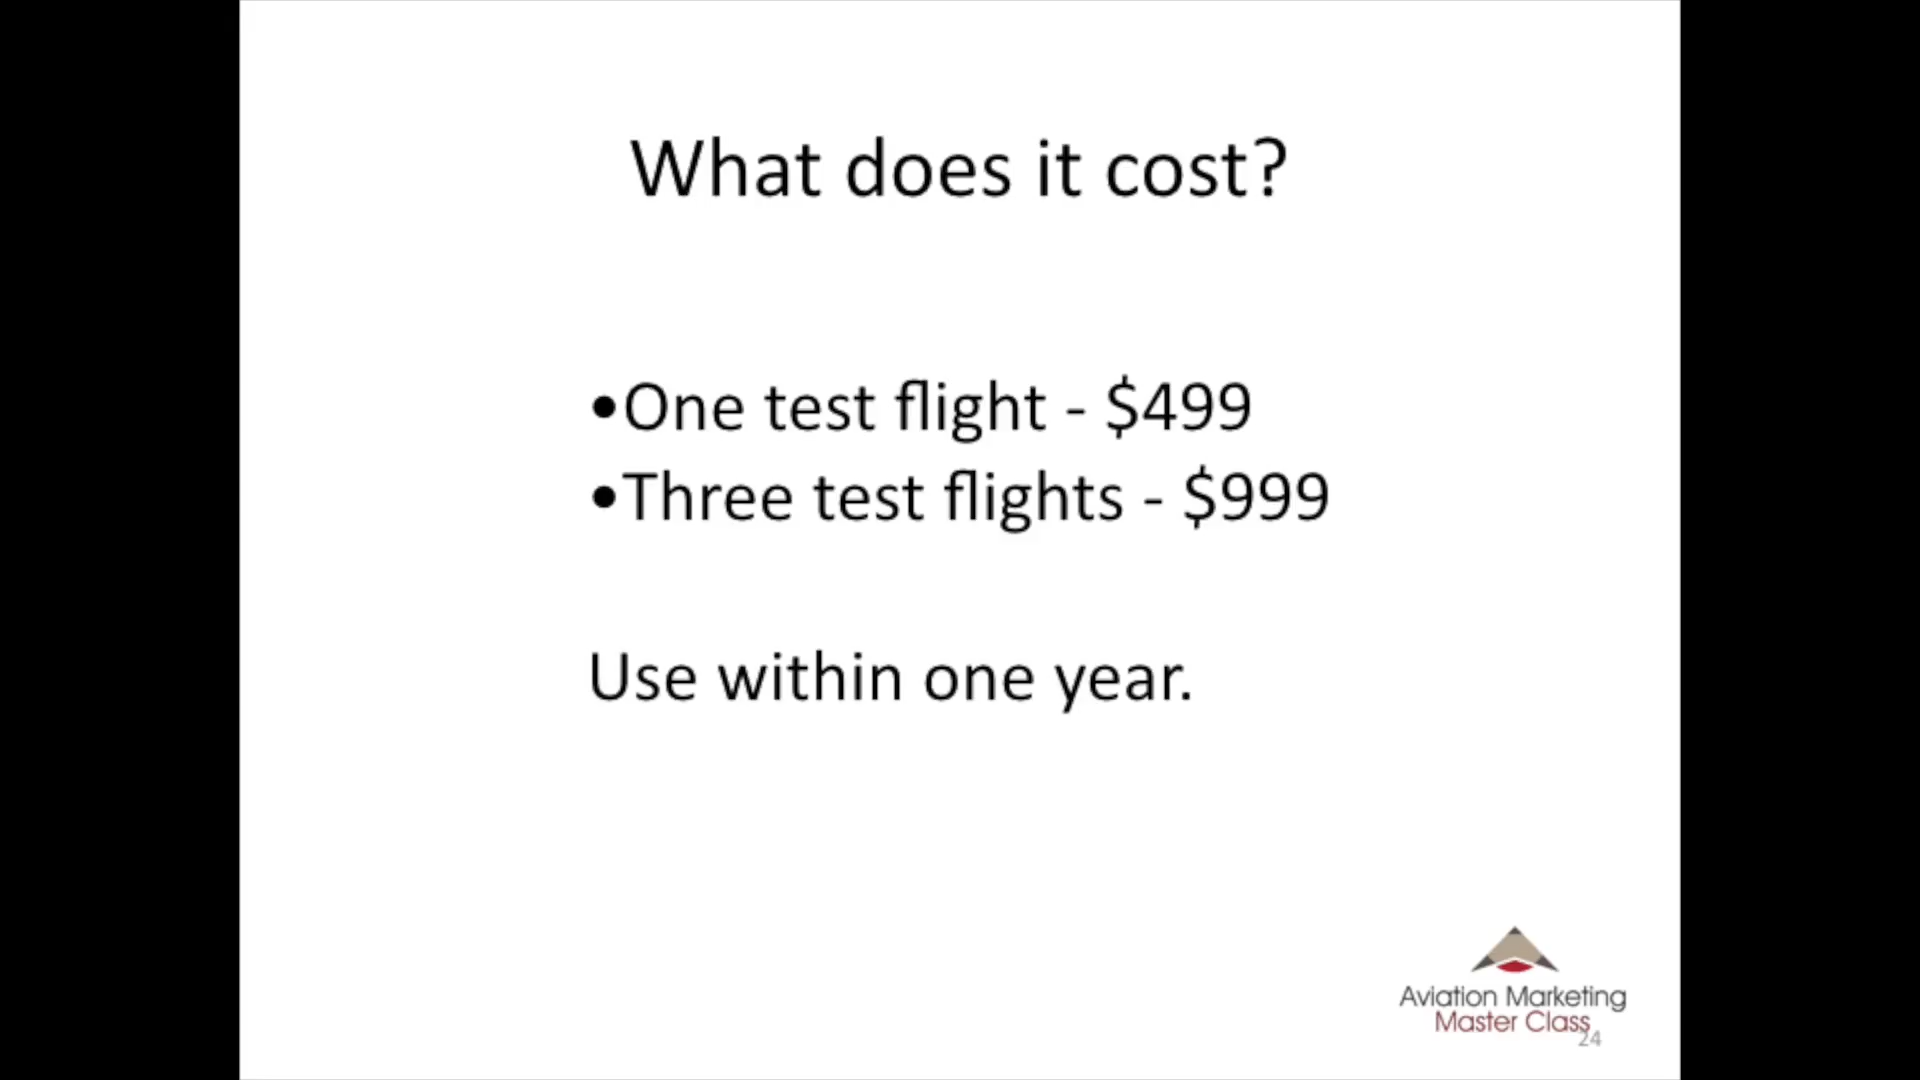 What does it cost?
•One test flight - $499
•Three test flights - $999
Use within one year.
Aviation Marketing
Master Class
24